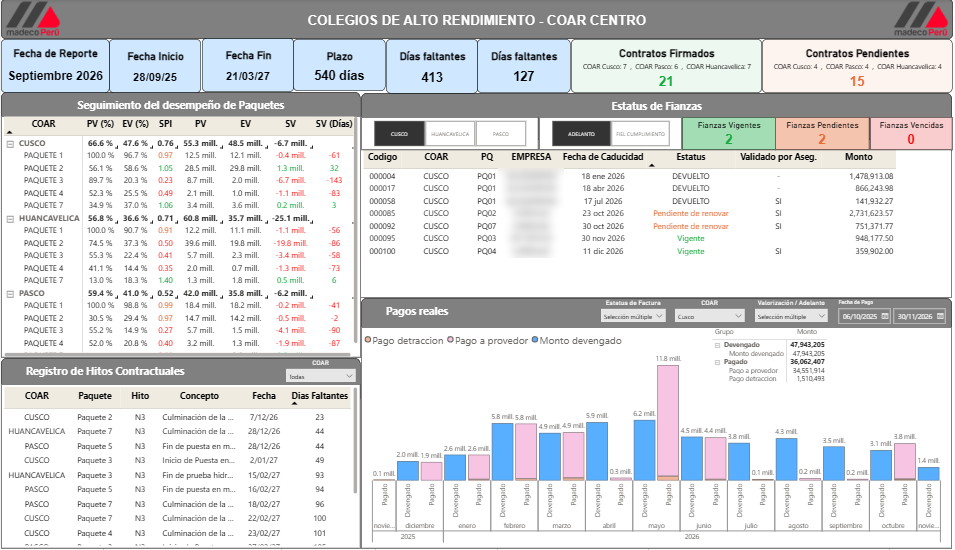 madecoPerú
COLEGIOS DE ALTO RENDIMIENTO - COAR CENTRO
madecoPerú
Fecha de Reporte
Septiembre 2026
Fecha Inicio
28/09/25
Fecha Fin
21/03/27
Plazo
540 días
Días faltantes
413
Días faltantes
127
Contratos Firmados
COAR Cusco: 7 , COAR Pasco: 6 , COAR Huancavelica: 7
21
Contratos Pendientes
COAR Cusco: 4 , COAR Pasco: 4 , COAR Huancavelica: 4
15
Seguimiento del desempeño de Paquetes
COAR PV (%) EV (%) SPI PV EV SV SV (Días)
CUSCO 66.6 % 47.6 % 0.76 55.3 mill. 48.5 mill. -6.7 mill.
PAQUETE 1 100.0 % 96.7 % 0.97 12.5 mill. 12.1 mill. -0.4 mill. -61
PAQUETE 2 56.1 % 58.6 % 1.05 28.5 mill. 29.8 mill. 1.3 mill. 32
PAQUETE 3 89.7 % 20.3 % 0.23 8.7 mill. 2.0 mill. -6.7 mill. -143
PAQUETE 4 52.3 % 25.5 % 0.49 2.1 mill. 1.0 mill. -1.1 mill. -83
PAQUETE 7 34.9 % 37.0 % 1.06 3.4 mill. 3.6 mill. 0.2 mill. 3
HUANCAVELICA 56.8 % 36.6 % 0.71 60.8 mill. 35.7 mill. -25.1 mill.
PAQUETE 1 100.0 % 90.7 % 0.91 12.2 mill. 11.1 mill. -1.1 mill. -56
PAQUETE 2 74.5 % 37.3 % 0.50 39.6 mill. 19.8 mill. -19.8 mill. -86
PAQUETE 3 55.3 % 22.4 % 0.41 5.7 mill. 2.3 mill. -3.4 mill. -58
PAQUETE 4 41.1 % 14.4 % 0.35 2.0 mill. 0.7 mill. -1.3 mill. -73
PAQUETE 7 13.0 % 18.3 % 1.40 1.3 mill. 1.8 mill. 0.5 mill. 6
PASCO 59.4 % 41.0 % 0.52 42.0 mill. 35.8 mill. -6.2 mill.
PAQUETE 1 100.0 % 98.8 % 0.99 18.4 mill. 18.2 mill. -0.2 mill. -41
PAQUETE 2 30.5 % 29.4 % 0.97 14.7 mill. 14.2 mill. -0.5 mill. -2
PAQUETE 3 55.2 % 14.9 % 0.27 5.7 mill. 1.5 mill. -4.1 mill. -90
PAQUETE 4 52.0 % 20.8 % 0.40 3.2 mill. 1.3 mill. -1.9 mill. -87
Estatus de Fianzas
CUSCO HUANCAVELICA PASCO
ADELANTO FIEL CUMPLIMIENTO
Fianzas Vigentes
2
Fianzas Pendientes
2
Fianzas Vencidas
0
Codigo COAR PQ EMPRESA Fecha de Caducidad Estatus Validado por Aseg. Monto
000004 CUSCO PQ01 18 ene 2026 DEVUELTO - 1,478,913.08
000017 CUSCO PQ01 18 abr 2026 DEVUELTO - 866,243.98
000058 CUSCO PQ01 17 jul 2026 DEVUELTO SI 141,932.27
000085 CUSCO PQ02 23 oct 2026 Pendiente de renovar SI 2,731,623.57
000092 CUSCO PQ07 30 oct 2026 Pendiente de renovar SI 751,371.77
000095 CUSCO PQ03 30 nov 2026 Vigente 948,177.50
000100 CUSCO PQ04 11 dic 2026 Vigente SI 359,902.00
Registro de Hitos Contractuales
COAR
Todas
COAR Paquete Hito Concepto Fecha Dias Faltantes
CUSCO Paquete 2 N3 Culminación de la ... 7/12/26 23
HUANCAVELICA Paquete 7 N3 Culminación de la ... 28/12/26 44
PASCO Paquete 5 N3 Fin de puesta en m... 28/12/26 44
CUSCO Paquete 3 N3 Inicio de Puesta en... 2/01/27 49
HUANCAVELICA Paquete 3 N3 Fin de prueba hidr... 15/02/27 93
PASCO Paquete 5 N3 Fin de puesta en m... 16/02/27 94
PASCO Paquete 7 N3 Culminación de la ... 18/02/27 96
CUSCO Paquete 7 N3 Culminación de la ... 22/02/27 100
CUSCO Paquete 4 N3 Culminación de la ... 23/02/27 101
PASCO Paquete 4 N3 Culminación de la ... 24/02/27 102
Pagos reales
Estatus de Factura
Selección múltiple
COAR
Cusco
Valorización / Adelanto
Selección múltiple
Fecha de Pago
06/10/2025 30/11/2026
Pago detraccion Pago a provedor Monto devengado
Grupo Monto
Devengado 47,943,205
Monto devengado 47,943,205
Pagado 36,062,407
Pago a provedor 34,551,914
Pago detraccion 1,510,493
0.1 mill. 2.0 mill. 1.9 mill. 2.6 mill. 2.6 mill. 5.8 mill. 5.8 mill. 4.9 mill. 4.9 mill. 5.9 mill. 0.3 mill. 6.2 mill. 11.8 mill. 4.5 mill. 4.4 mill. 3.8 mill. 0.1 mill. 4.3 mill. 0.2 mill. 3.5 mill. 0.2 mill. 3.1 mill. 3.8 mill. 1.4 mill.
Pagado Devengado Pagado Devengado Pagado Devengado Pagado Devengado Pagado Devengado Pagado Devengado Pagado Devengado Pagado Devengado Pagado Devengado Pagado Devengado Pagado Devengado Pagado Devengado
novie... diciembre enero febrero marzo abril mayo junio julio agosto septiembre octubre novie...
2025 2026